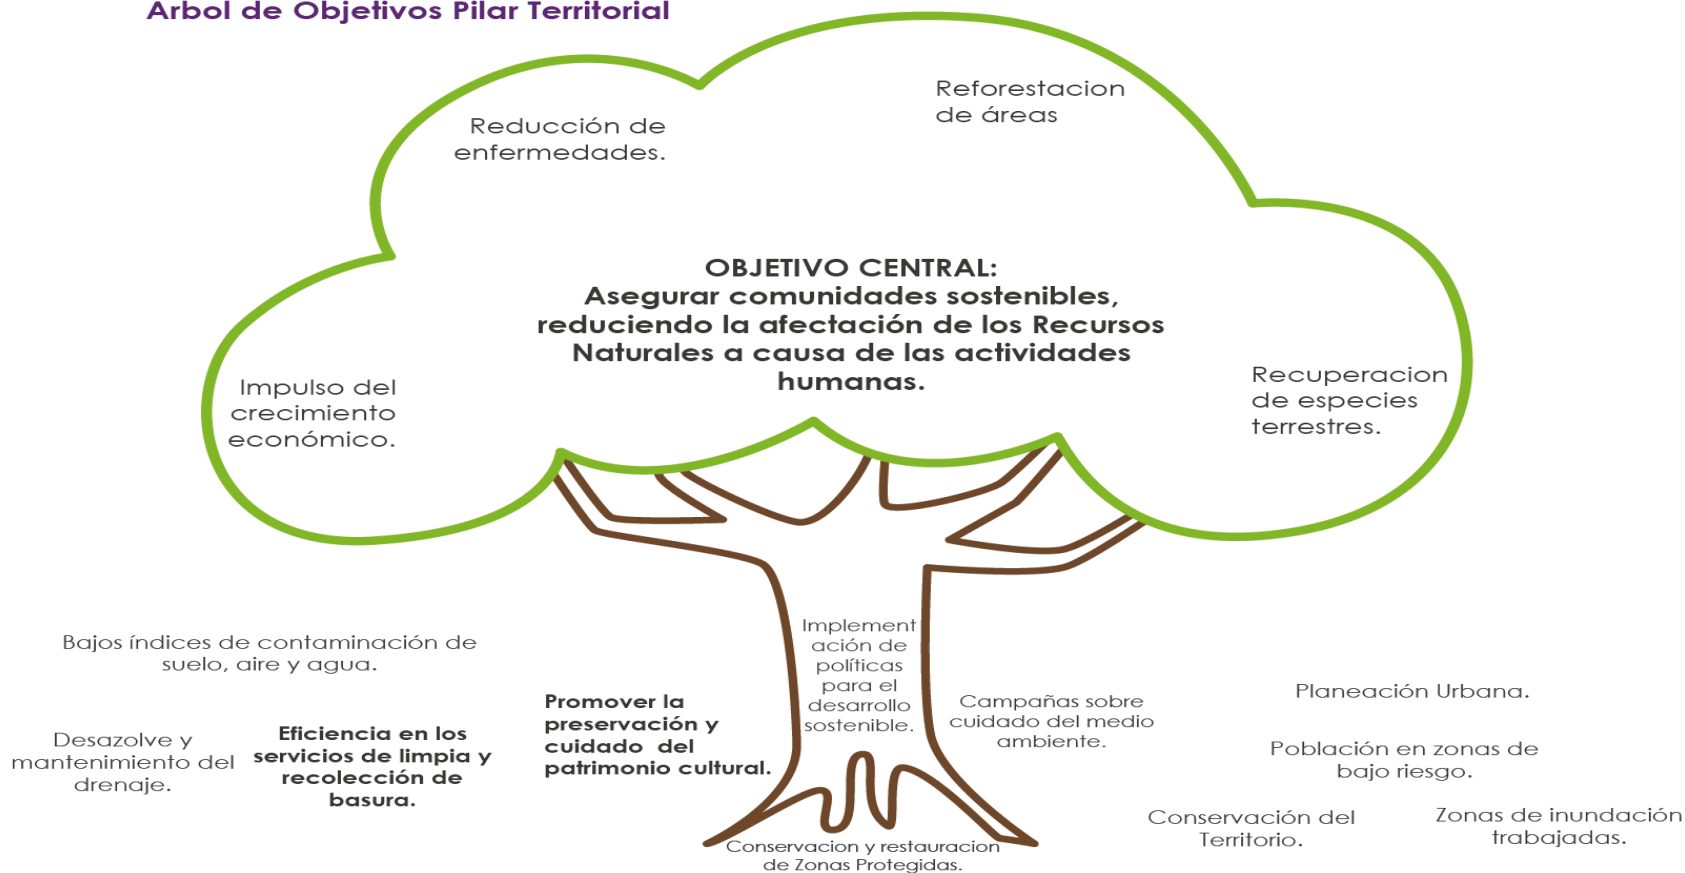 Arbol de Objetivos Pilar Territorial
Reforestacion
de áreas
Reducción de
enfermedades.
OBJETIVO CENTRAL:
Asegurar comunidades sostenibles,
reduciendo la afectación de los Recursos
Naturales a causa de las actividades
humanas.
Impulso del
crecimiento
económico.
Recuperacion
de especies
terrestres.
Implement
ación de
políticas
para el
desarrollo
sostenible.
Bajos índices de contaminación de
suelo, aire y agua.
Desazolve y
mantenimiento del
drenaje.
Eficiencia en los
servicios de limpia y
recolección de
basura.
Promover la
preservación y
cuidado del
patrimonio cultural.
Campañas sobre
cuidado del medio
ambiente.
Planeación Urbana.
Población en zonas de
bajo riesgo.
Conservación del
Territorio.
Zonas de inundación
trabajadas.
Conservacion y restauracion
de Zonas Protegidas.